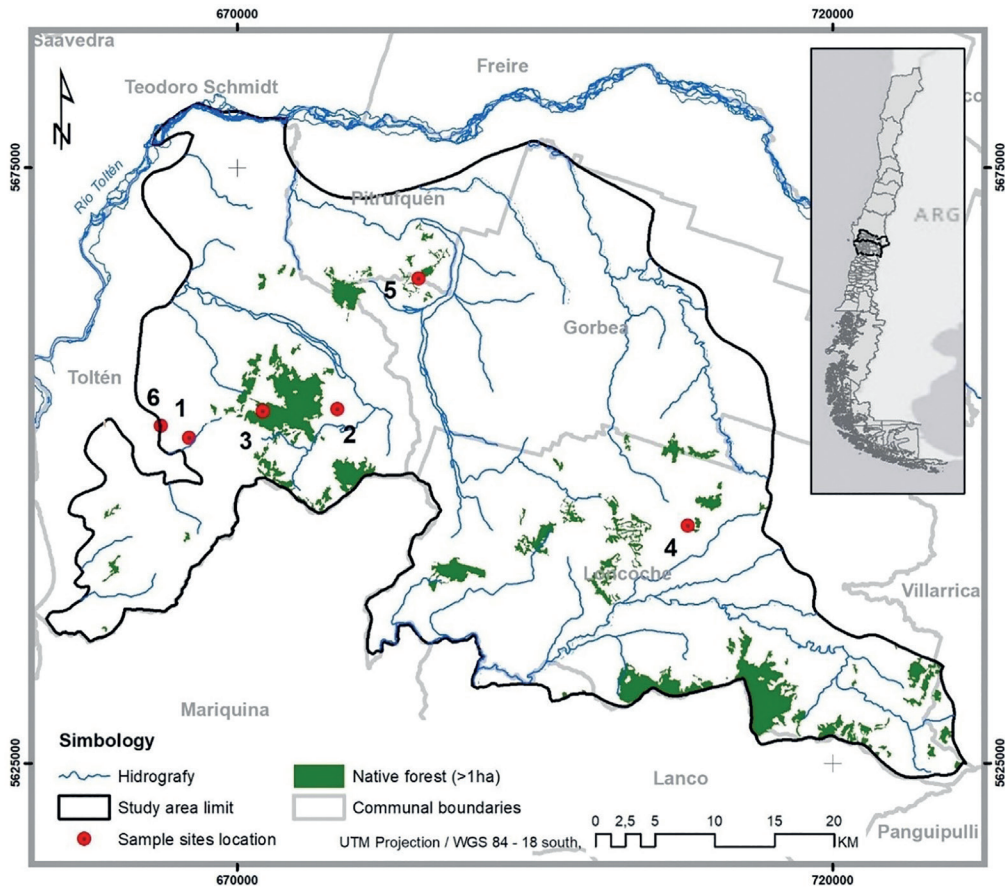 670000
720000
Saavedra
Freire
Teodoro Schmidt
N
5675000
5675000
Río Toltén
Pitrufquén
ARG
5
Gorbea
Toltén
6
1
3
2
4
Loncoche
Villarrica
Mariquina
Simbology
Hidrografy
Native forest (>1ha)
Lanco
5625000
5625000
Study area limit
Communal boundaries
Sample sites location
UTM Projection / WGS 84 - 18 south,
0 2,5 5 10 15 20
KM
Panguipulli
670000
720000